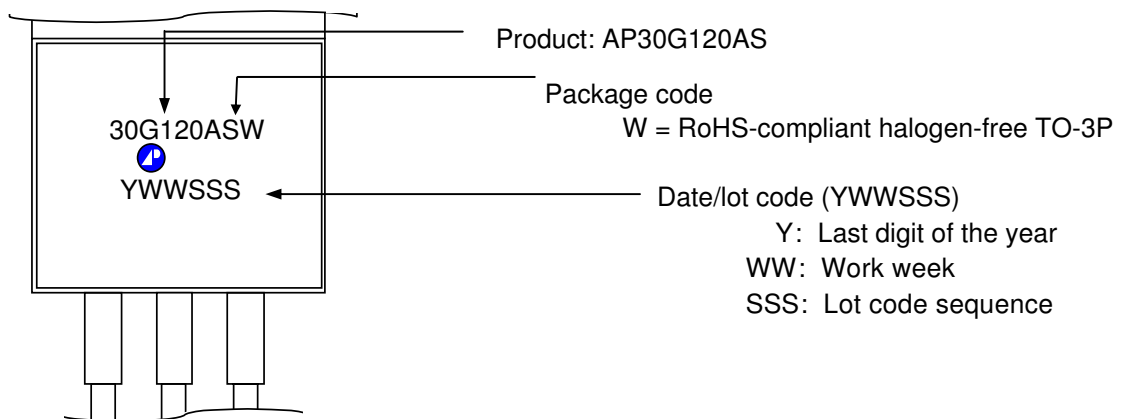 Product: AP30G120AS
Package code
W = RoHS-compliant halogen-free TO-3P
30G120ASW
AP
YWWSSS
Date/lot code (YWWSSS)
Y: Last digit of the year
WW: Work week
SSS: Lot code sequence